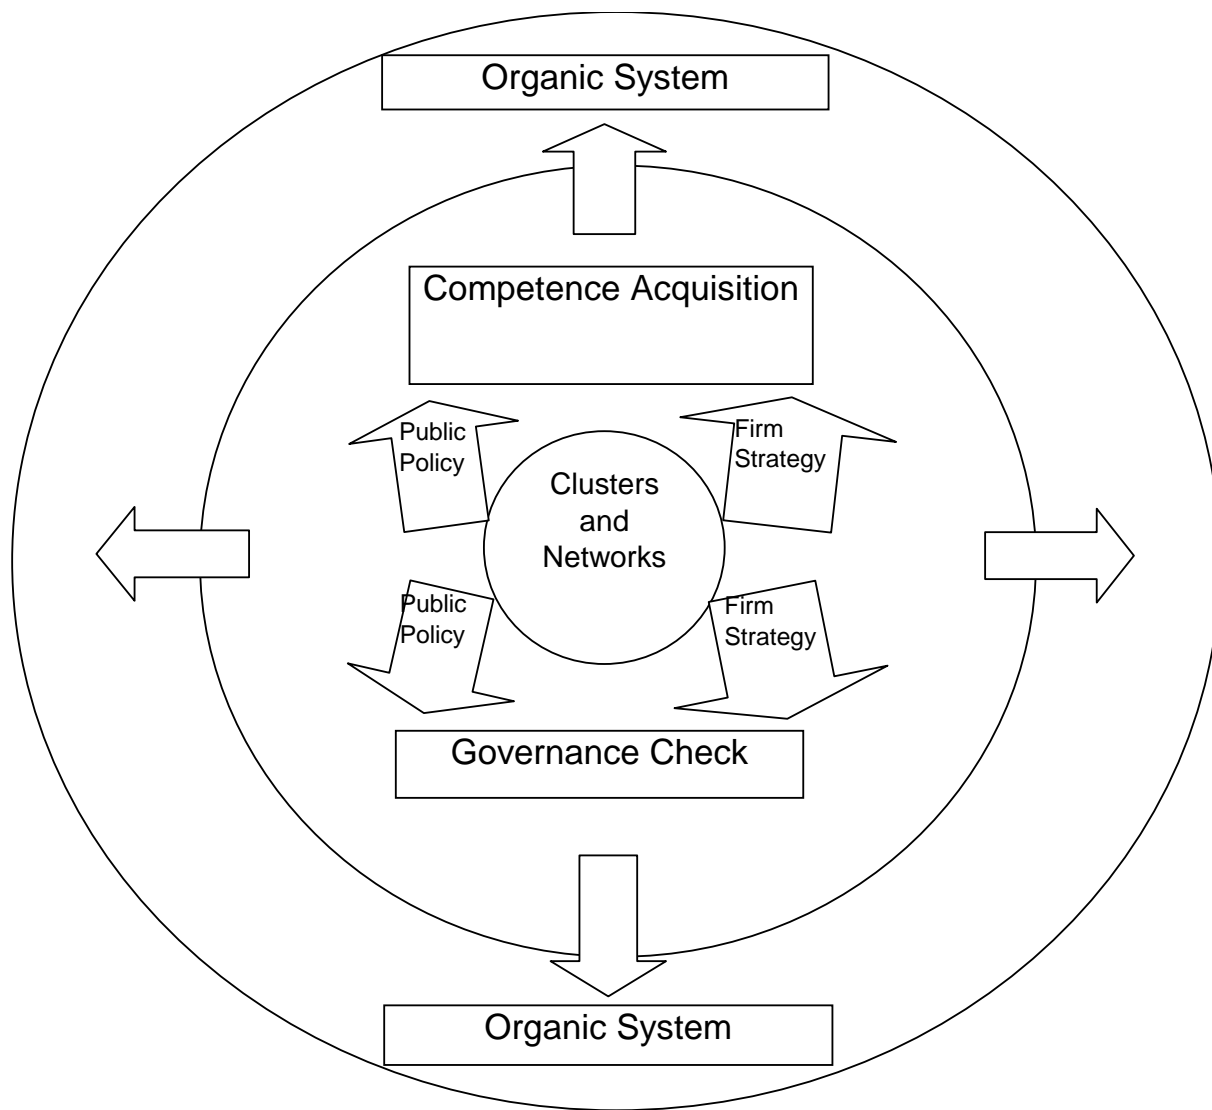 Organic System
Competence Acquisition
Public
Policy
Firm
Strategy
Clusters
and
Networks
Public
Policy
Firm
Strategy
Governance Check
Organic System